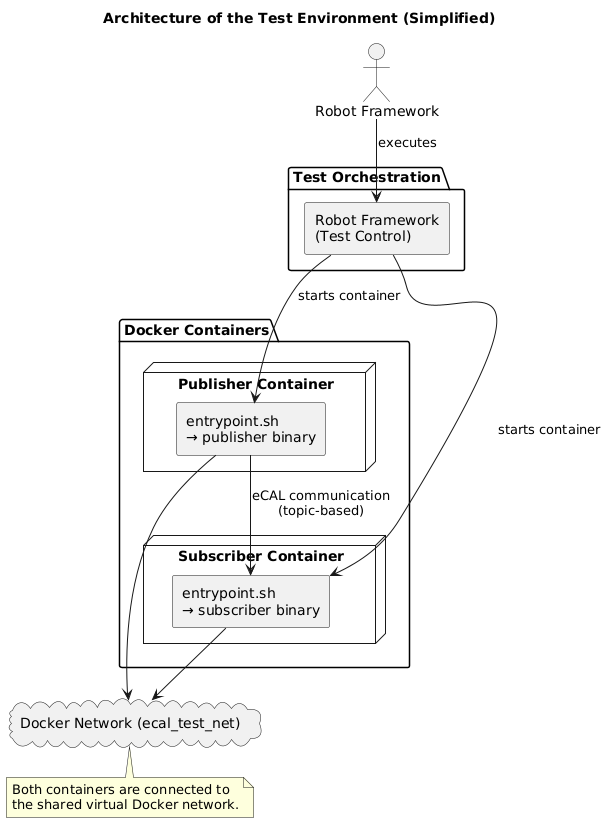 Architecture of the Test Environment (Simplified)
Robot Framework
executes
Test Orchestration
Robot Framework
(Test Control)
starts container
Docker Containers
Publisher Container
entrypoint.sh
→ publisher binary
starts container
eCAL communication
(topic-based)
Subscriber Container
entrypoint.sh
→ subscriber binary
Docker Network (ecal_test_net)
Both containers are connected to
the shared virtual Docker network.